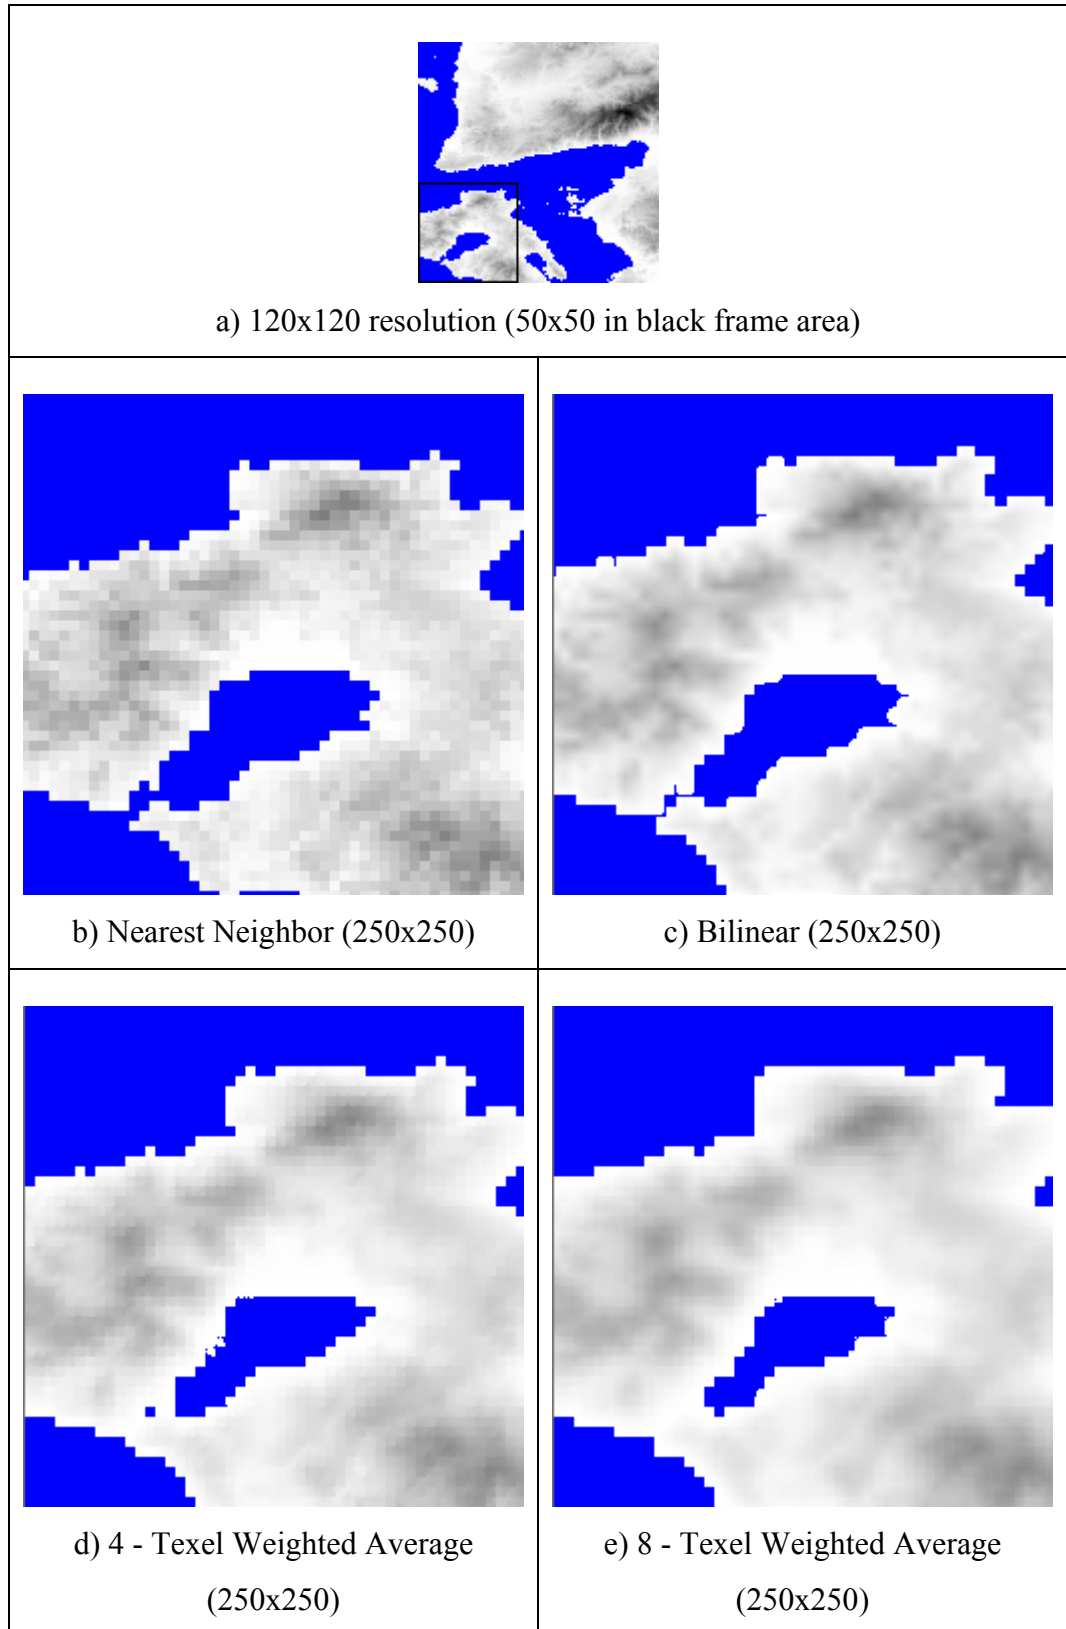 a) 120x120 resolution (50x50 in black frame area)
b) Nearest Neighbor (250x250)
c) Bilinear (250x250)
d) 4 - Texel Weighted Average
(250x250)
e) 8 - Texel Weighted Average
(250x250)